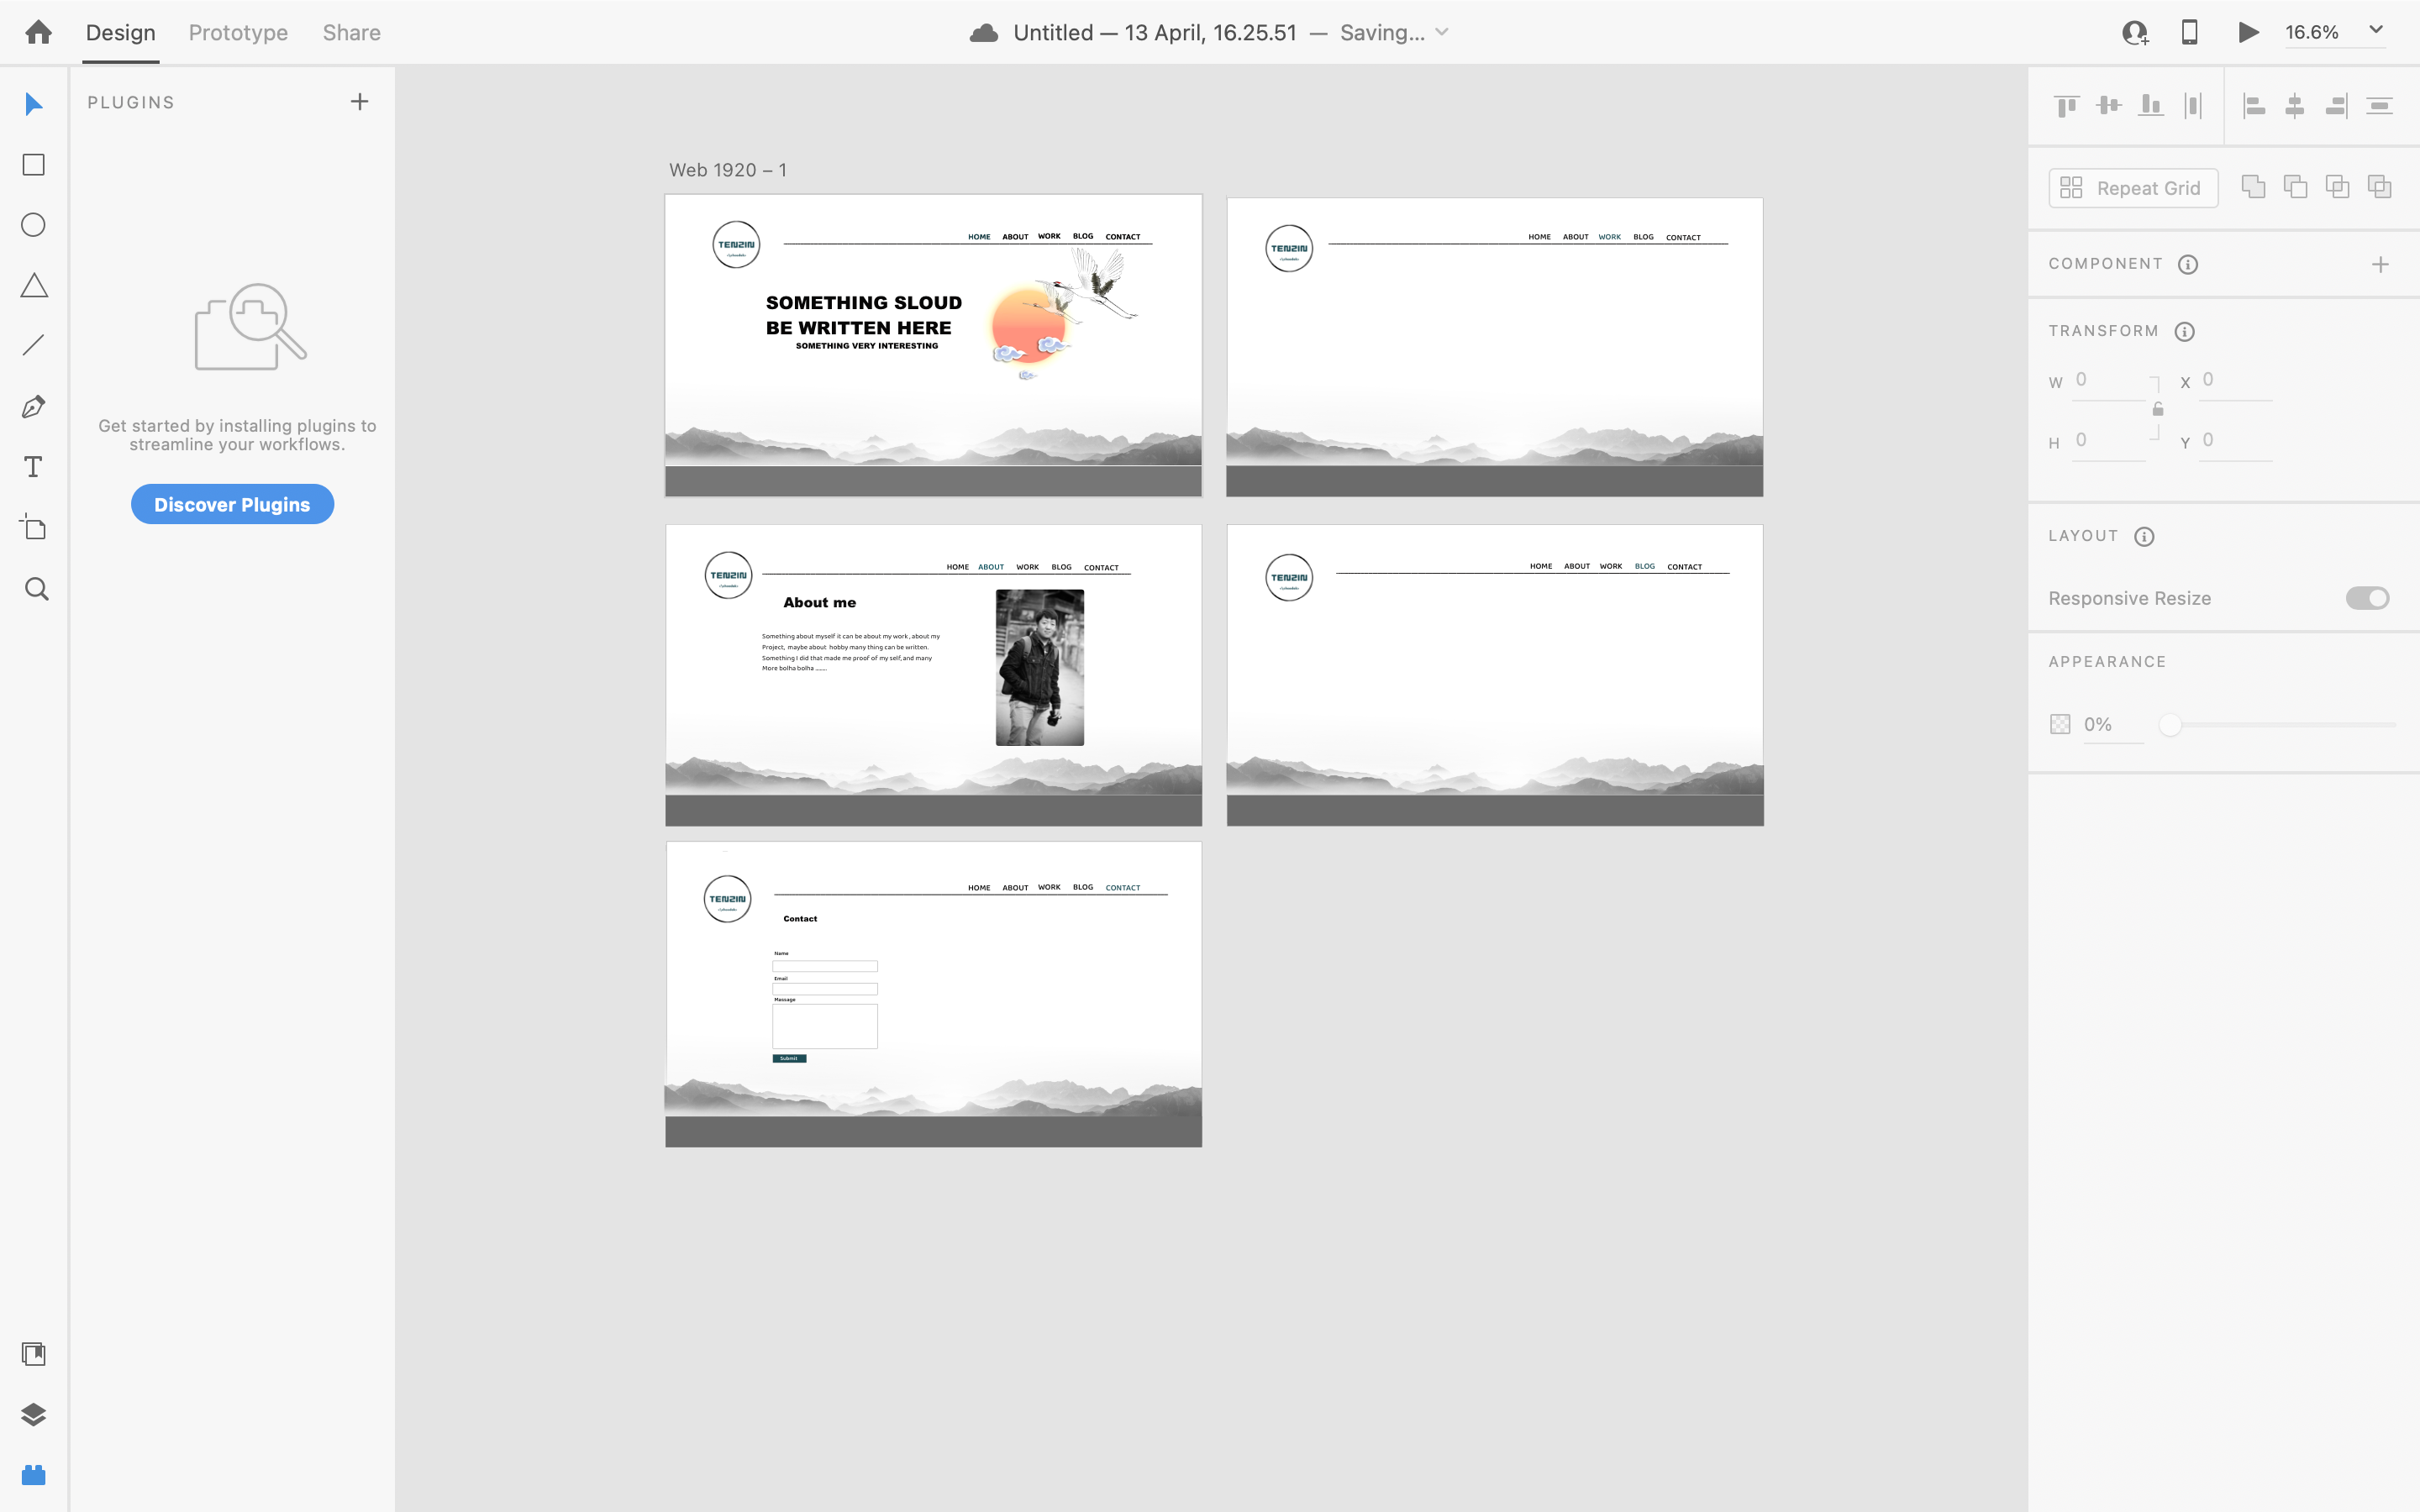 Design Prototype Share
Untitled — 13 April, 16.25.51 — Saving...
16.6%
PLUGINS
Get started by installing plugins to
streamline your workflows.
Discover Plugins
Web 1920 – 1
TENZIN
HOME ABOUT WORK BLOG CONTACT
SOMETHING SLOUD
BE WRITTEN HERE
SOMETHING VERY INTERESTING
TENZIN
HOME ABOUT WORK BLOG CONTACT
TENZIN
HOME ABOUT WORK BLOG CONTACT
About me
Something about myself it can be about my work , about my
Project, maybe about hobby many thing can be written.
Something I did that made me proof of my self, and many
More bolha bolha ........
TENZIN
HOME ABOUT WORK BLOG CONTACT
TENZIN
HOME ABOUT WORK BLOG CONTACT
Contact
Name
Email
Message
Submit
Repeat Grid
COMPONENT
TRANSFORM
W 0 X 0
H 0 Y 0
LAYOUT
Responsive Resize
APPEARANCE
0%